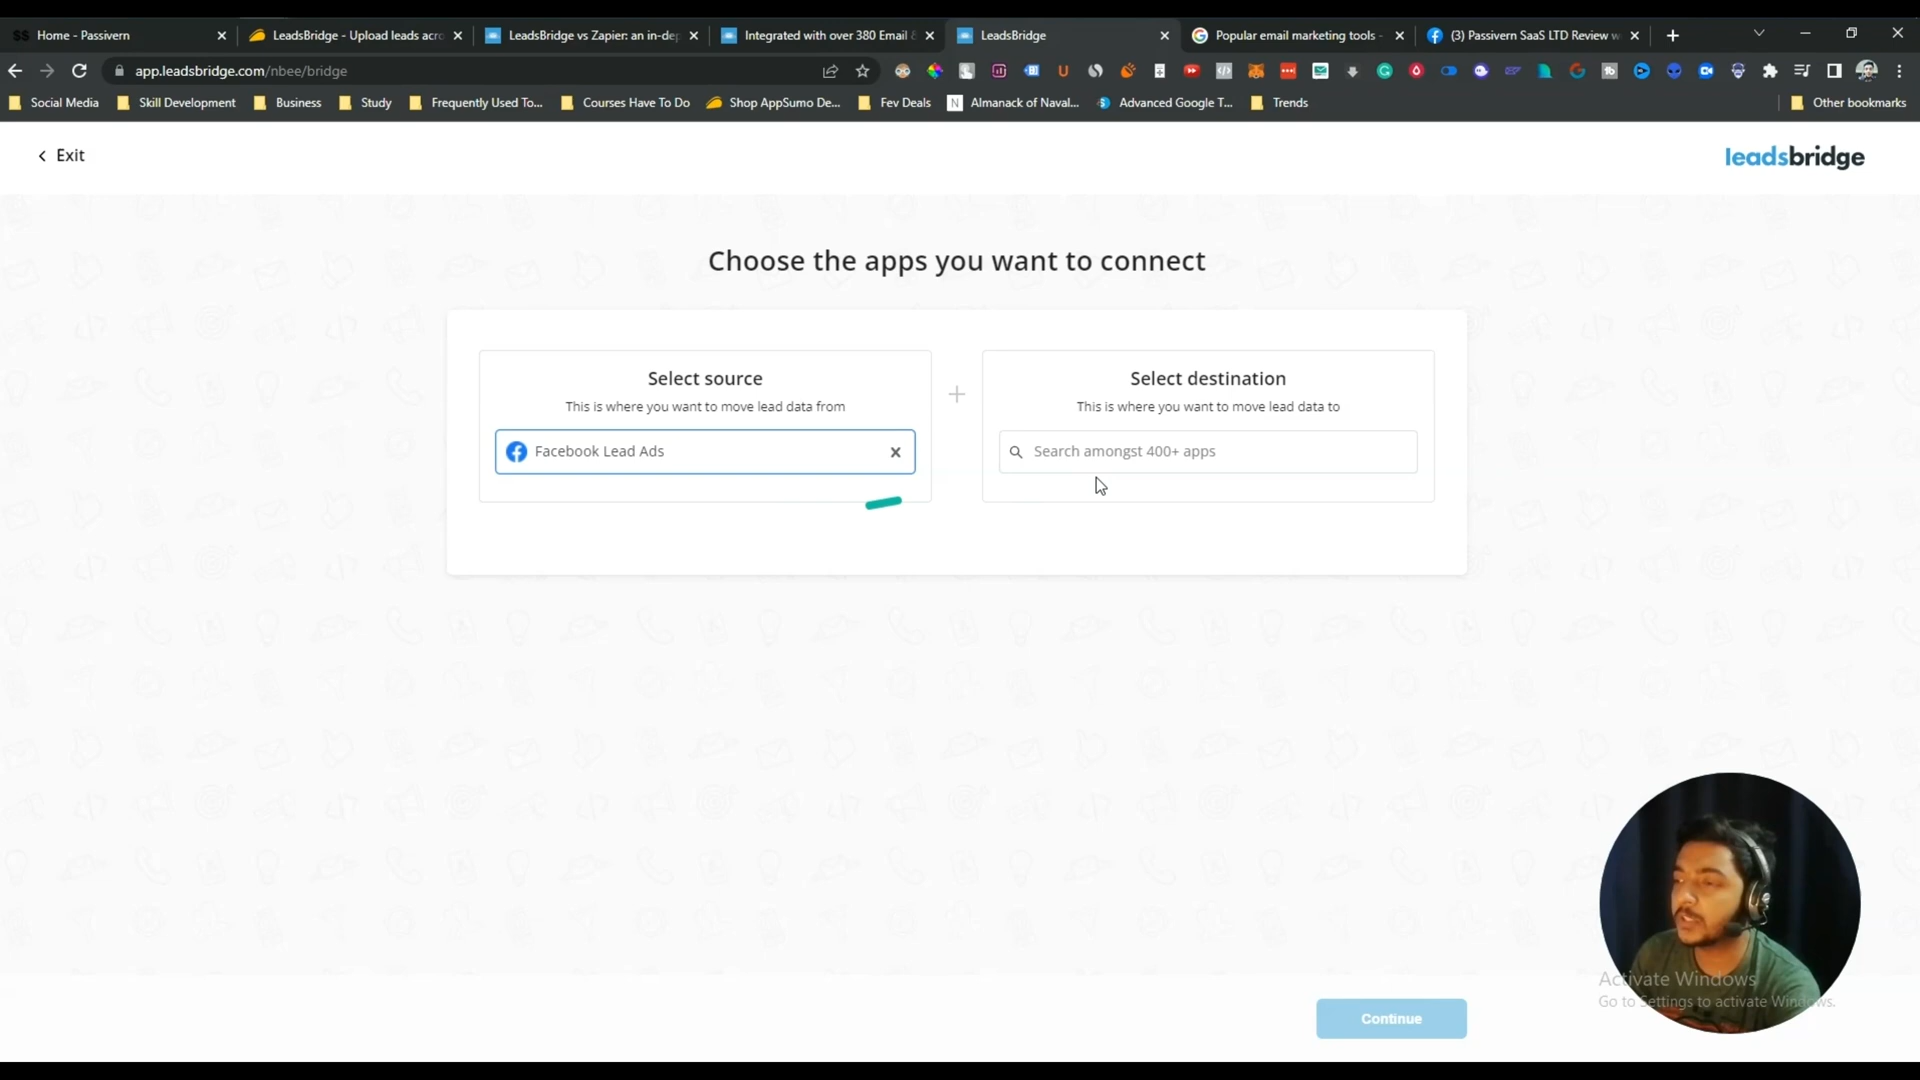 Home - Passivern
LeadsBridge - Upload leads acro
LeadsBridge vs Zapier: an in-dep
Integrated with over 380 Email &
LeadsBridge
Popular email marketing tools -
(3) Passivern SaaS LTD Review w
app.leadsbridge.com/nbee/bridge
Social Media
Skill Development
Business
Study
Frequently Used To...
Courses Have To Do
Shop AppSumo De...
Fev Deals
Almanack of Naval...
Advanced Google T...
Trends
Other bookmarks
Exit
leadsbridge
Choose the apps you want to connect
Select source
This is where you want to move lead data from
Facebook Lead Ads
Select destination
This is where you want to move lead data to
Search amongst 400+ apps
Activate Windows
Go to Settings to activate Windows.
Continue